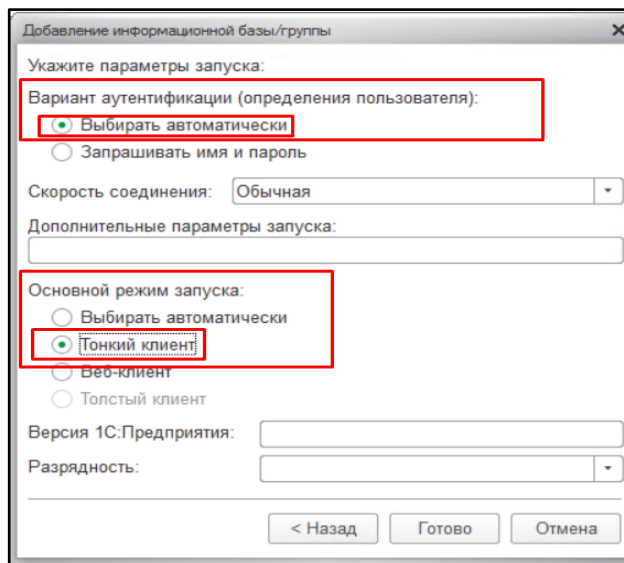 Добавление информационной базы/группы
Укажите параметры запуска:
Вариант аутентификации (определения пользователя):
Выбирать автоматически
Запрашивать имя и пароль
Скорость соединения: Обычная
Дополнительные параметры запуска:
Основной режим запуска:
Выбирать автоматически
Тонкий клиент
Веб-клиент
Толстый клиент
Версия 1С:Предприятия:
Разрядность:
< Назад Готово Отмена